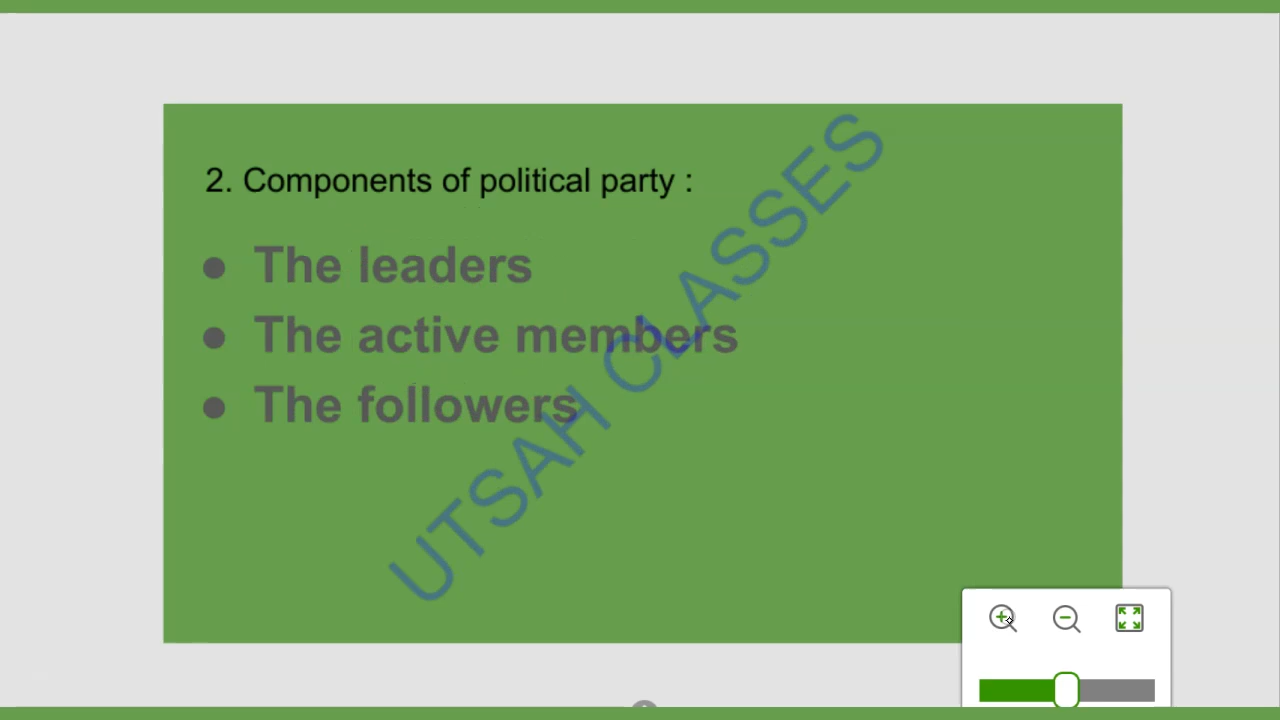 2. Components of political party :
● The leaders
● The active members
● The followers
UTSAH CLASSES